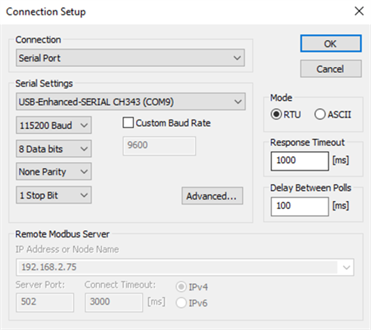 Connection Setup
Connection
OK
Serial Port
Cancel
Serial Settings
USB-Enhanced-SERIAL CH343 (COM9)
Mode
115200 Baud
Custom Baud Rate
RTU
ASCII
8 Data bits
9600
Response Timeout
None Parity
1000 [ms]
1 Stop Bit
Advanced...
Delay Between Polls
100 [ms]
Remote Modbus Server
IP Address or Node Name
192.168.2.75
Server Port:
Connect Timeout:
IPv4
502
3000 [ms]
IPv6